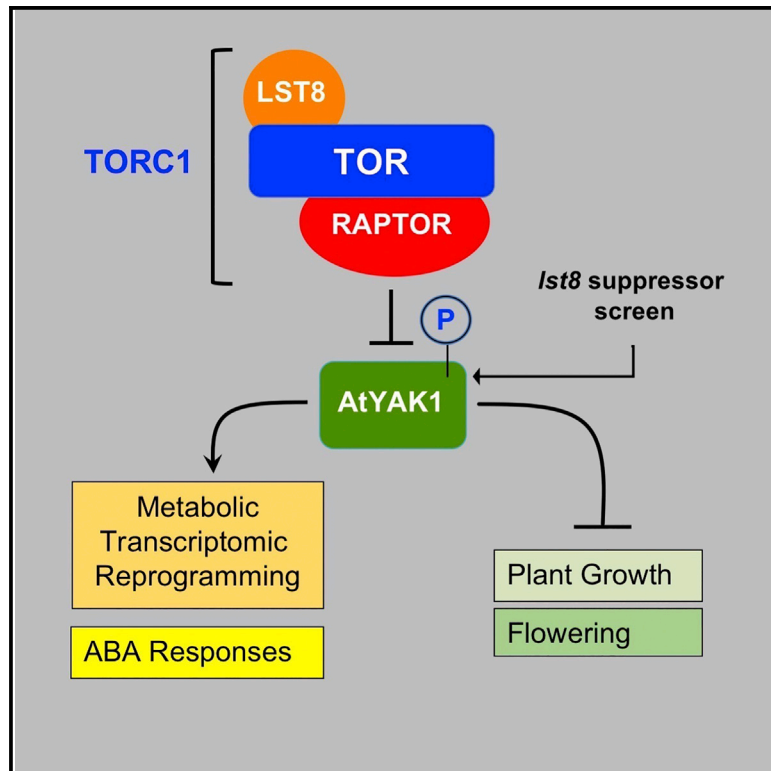 LST8
TORC1
TOR
RAPTOR
lst8 suppressor
screen
P
AtYAK1
Metabolic
Transcriptomic
Reprogramming
ABA Responses
Plant Growth
Flowering